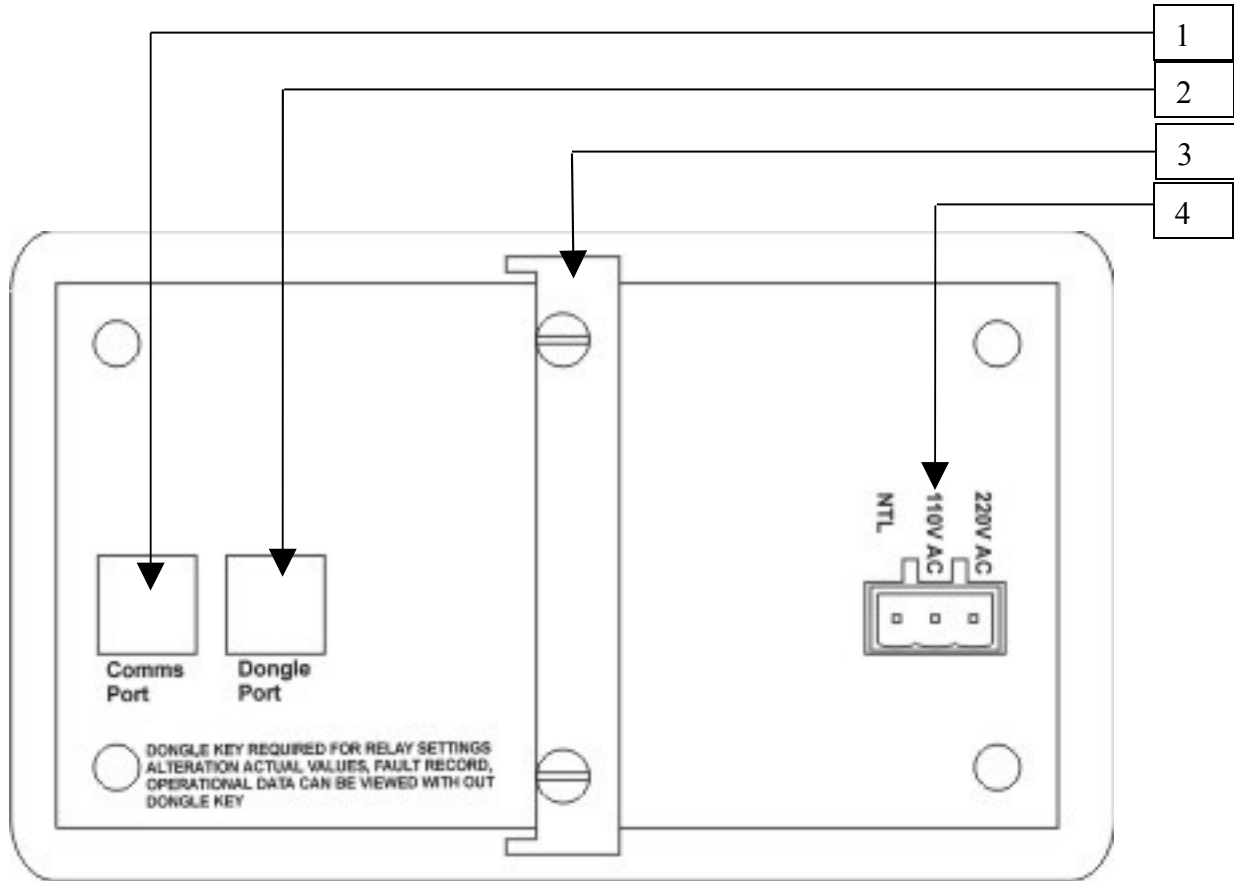 1
2
3
4
NTL
110V AC
220V AC
Comms
Port
Dongle
Port
DONGLE KEY REQUIRED FOR RELAY SETTINGS
ALTERATION ACTUAL VALUES, FAULT RECORD,
OPERATIONAL DATA CAN BE VIEWED WITH OUT
DONGLE KEY